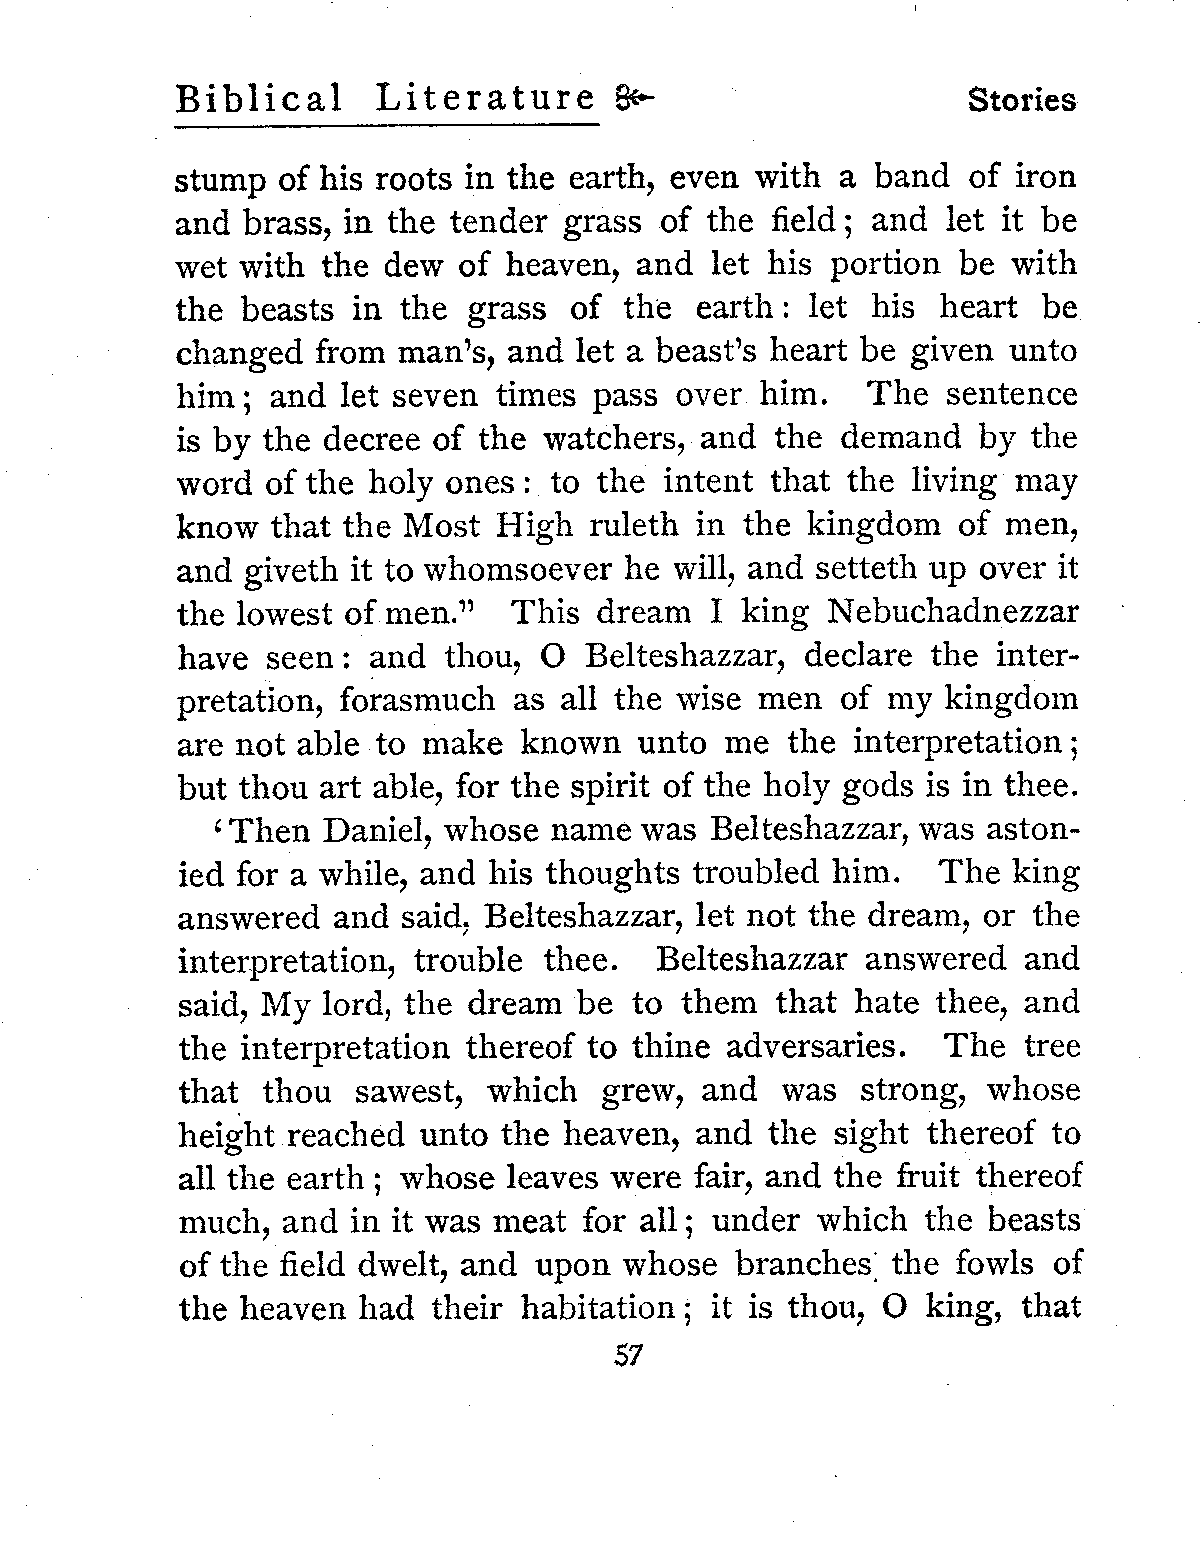 Biblical Literature Stories
stump of his roots in the earth, even with a band of iron
and brass, in the tender grass of the field; and let it be
wet with the dew of heaven, and let his portion be with
the beasts in the grass of the earth: let his heart be
changed from man's, and let a beast's heart be given unto
him; and let seven times pass over him. The sentence
is by the decree of the watchers, and the demand by the
word of the holy ones: to the intent that the living may
know that the Most High ruleth in the kingdom of men,
and giveth it to whomsoever he will, and setteth up over it
the lowest of men." This dream I king Nebuchadnezzar
have seen: and thou, O Belteshazzar, declare the inter-
pretation, forasmuch as all the wise men of my kingdom
are not able to make known unto me the interpretation;
but thou art able, for the spirit of the holy gods is in thee.
'Then Daniel, whose name was Belteshazzar, was aston-
ied for a while, and his thoughts troubled him. The king
answered and said, Belteshazzar, let not the dream, or the
interpretation, trouble thee. Belteshazzar answered and
said, My lord, the dream be to them that hate thee, and
the interpretation thereof to thine adversaries. The tree
that thou sawest, which grew, and was strong, whose
height reached unto the heaven, and the sight thereof to
all the earth; whose leaves were fair, and the fruit thereof
much, and in it was meat for all; under which the beasts
of the field dwelt, and upon whose branches the fowls of
the heaven had their habitation; it is thou, O king, that
57